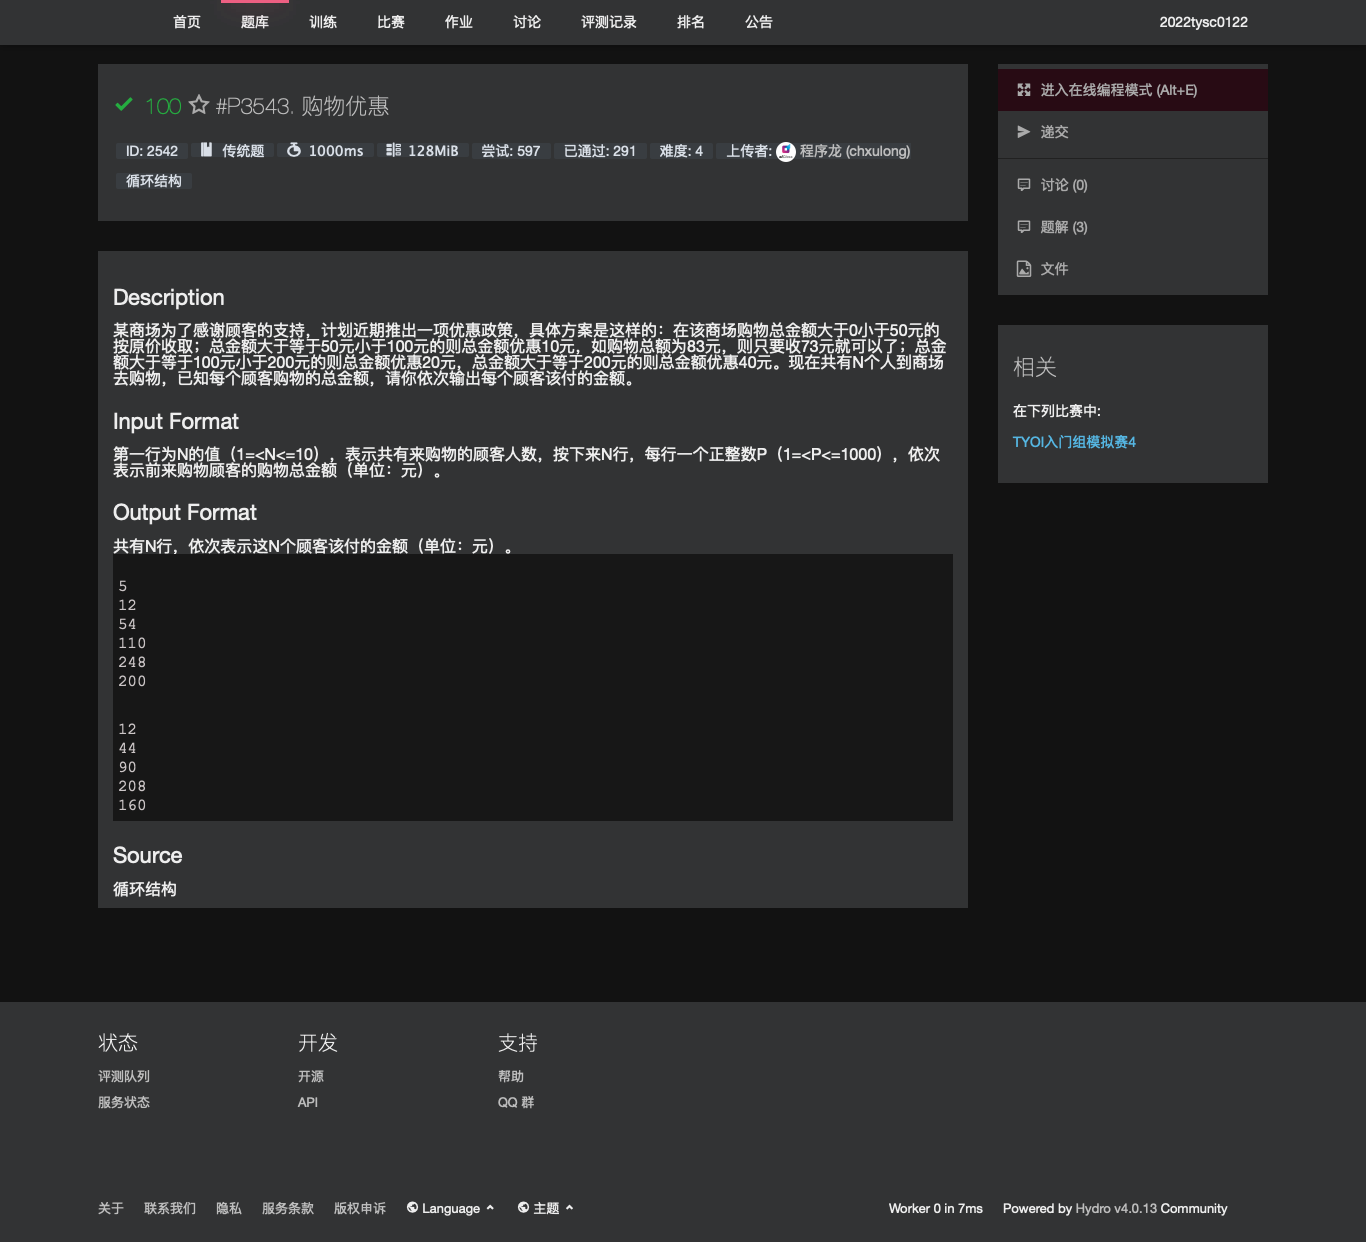 首页 题库 训练 比赛 作业 讨论 评测记录 排名 公告 2022tysc0122
100 #P3543. 购物优惠
ID: 2542 传统题 1000ms 128MiB 尝试: 597 已通过: 291 难度: 4 上传者: 程序龙 (chxulong)
循环结构
Description
某商场为了感谢顾客的支持，计划近期推出一项优惠政策，具体方案是这样的：在该商场购物总金额大于0小于50元的
按原价收取；总金额大于等于50元小于100元的则总金额优惠10元，如购物总额为83元，则只要收73元就可以了；总金
额大于等于100元小于200元的则总金额优惠20元，总金额大于等于200元的则总金额优惠40元。现在共有N个人到商场
去购物，已知每个顾客购物的总金额，请你依次输出每个顾客该付的金额。
Input Format
第一行为N的值（1=<N<=10），表示共有来购物的顾客人数，按下来N行，每行一个正整数P（1=<P<=1000），依次
表示前来购物顾客的购物总金额（单位：元）。
Output Format
共有N行，依次表示这N个顾客该付的金额（单位：元）。
5
12
54
110
248
200
12
44
90
208
160
Source
循环结构
进入在线编程模式 (Alt+E)
递交
讨论 (0)
题解 (3)
文件
相关
在下列比赛中:
TYOI入门组模拟赛4
状态 开发 支持
评测队列 开源 帮助
服务状态 API QQ 群
关于 联系我们 隐私 服务条款 版权申诉 Language 主题 Worker 0 in 7ms Powered by Hydro v4.0.13 Community